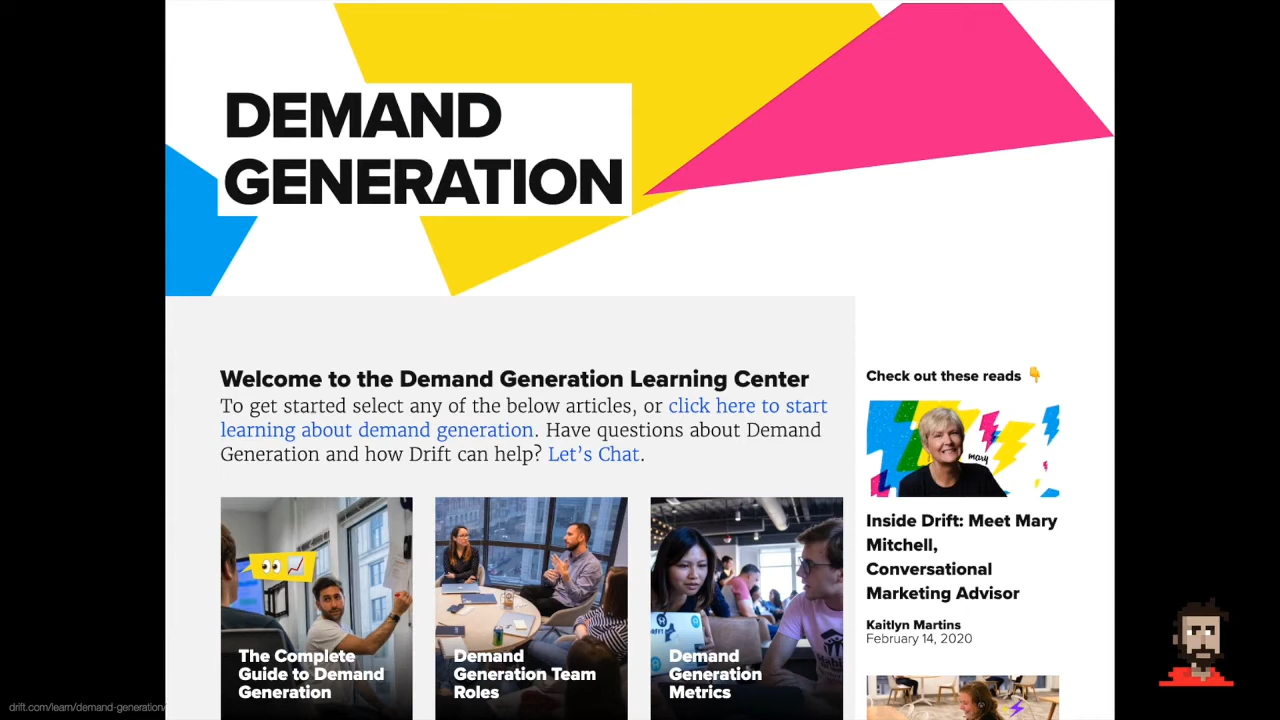 DEMAND
GENERATION
Welcome to the Demand Generation Learning Center
To get started select any of the below articles, or click here to start
learning about demand generation. Have questions about Demand
Generation and how Drift can help? Let's Chat.
The Complete
Guide to Demand
Generation
Demand
Generation Team
Roles
Demand
Generation
Metrics
Check out these reads 👇
mary
Inside Drift: Meet Mary
Mitchell,
Conversational
Marketing Advisor
Kaitlyn Martins
February 14, 2020
drift.com/learn/demand-generation/